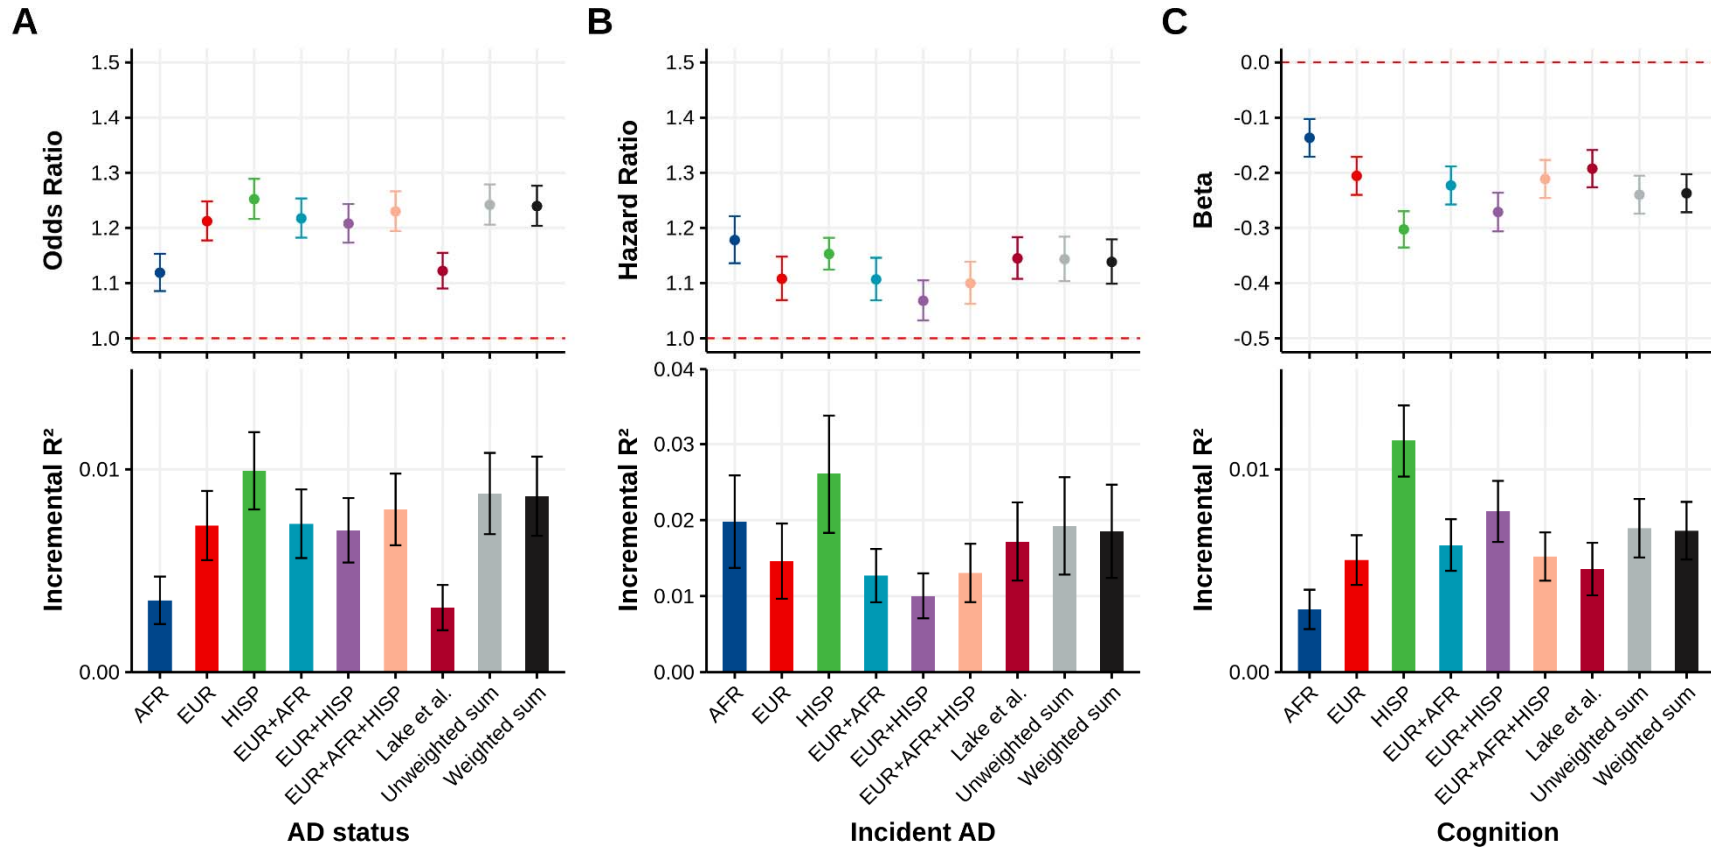 A
B
C
Odds Ratio
1.5
1.4
1.3
1.2
1.1
1.0
Hazard Ratio
1.5
1.4
1.3
1.2
1.1
1.0
Beta
0.0
-0.1
-0.2
-0.3
-0.4
-0.5
Incremental R²
0.01
0.00
Incremental R²
0.04
0.03
0.02
0.01
0.00
Incremental R²
0.01
0.00
AFR
EUR
HISP
EUR+AFR
EUR+HISP
EUR+AFR+HISP
Lake et al.
Unweighted sum
Weighted sum
AFR
EUR
HISP
EUR+AFR
EUR+HISP
EUR+AFR+HISP
Lake et al.
Unweighted sum
Weighted sum
AFR
EUR
HISP
EUR+AFR
EUR+HISP
EUR+AFR+HISP
Lake et al.
Unweighted sum
Weighted sum
AD status
Incident AD
Cognition